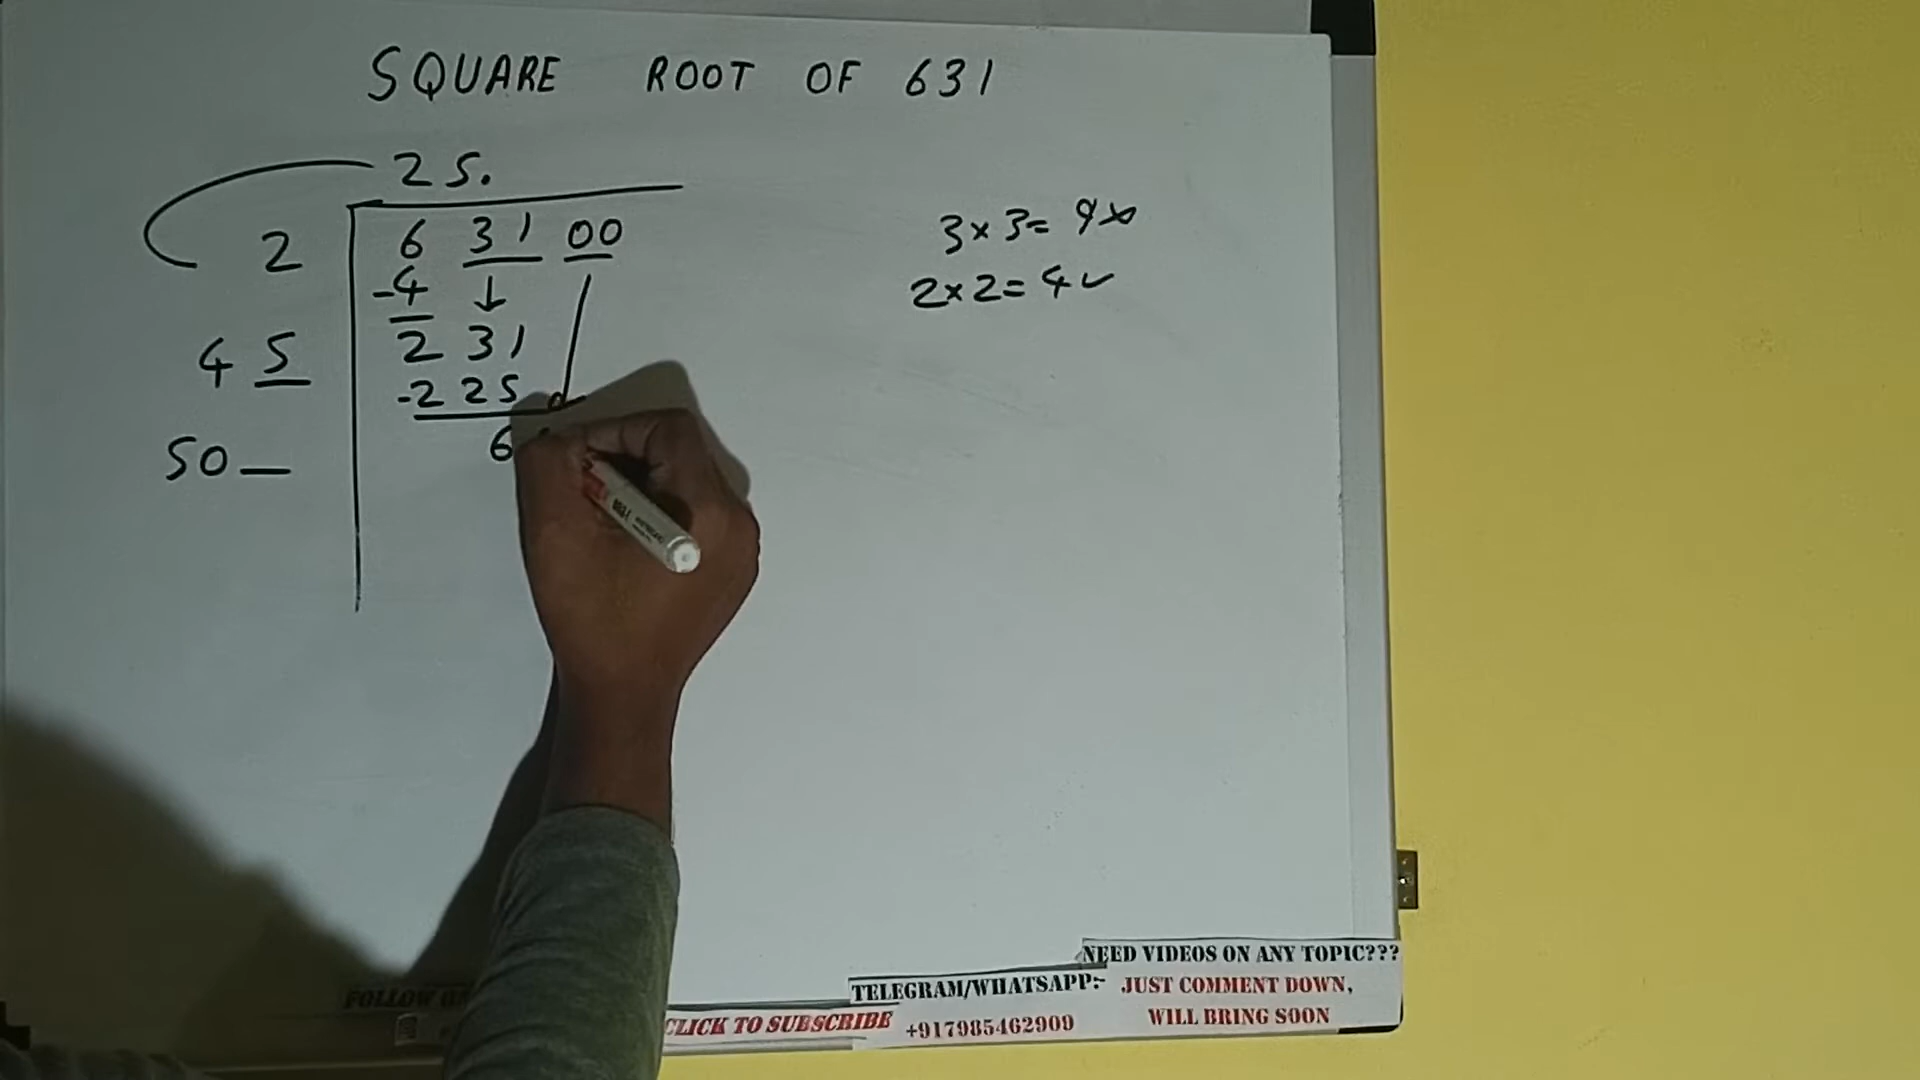 SQUARE ROOT OF 631
25.
2 6 31 00
-4
3×3=9×
2×2=4✓
45 2 31
-2 25
50_ 6
NEED VIDEOS ON ANY TOPIC???
JUST COMMENT DOWN,
WILL BRING SOON
TELEGRAM/WHATSAPP:-
+917985462909
CLICK TO SUBSCRIBE
FOLLOW